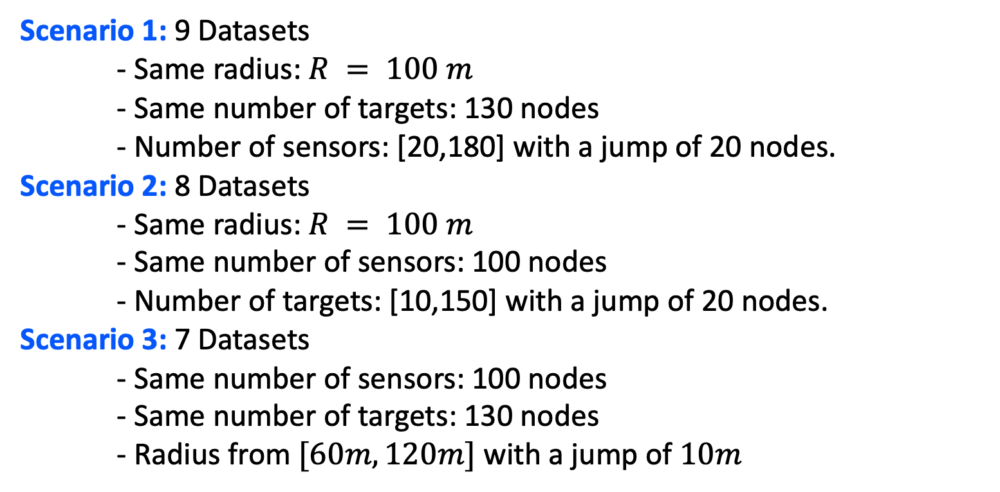 Scenario 1: 9 Datasets
- Same radius: R = 100 m
- Same number of targets: 130 nodes
- Number of sensors: [20,180] with a jump of 20 nodes.
Scenario 2: 8 Datasets
- Same radius: R = 100 m
- Same number of sensors: 100 nodes
- Number of targets: [10,150] with a jump of 20 nodes.
Scenario 3: 7 Datasets
- Same number of sensors: 100 nodes
- Same number of targets: 130 nodes
- Radius from [60m, 120m] with a jump of 10m